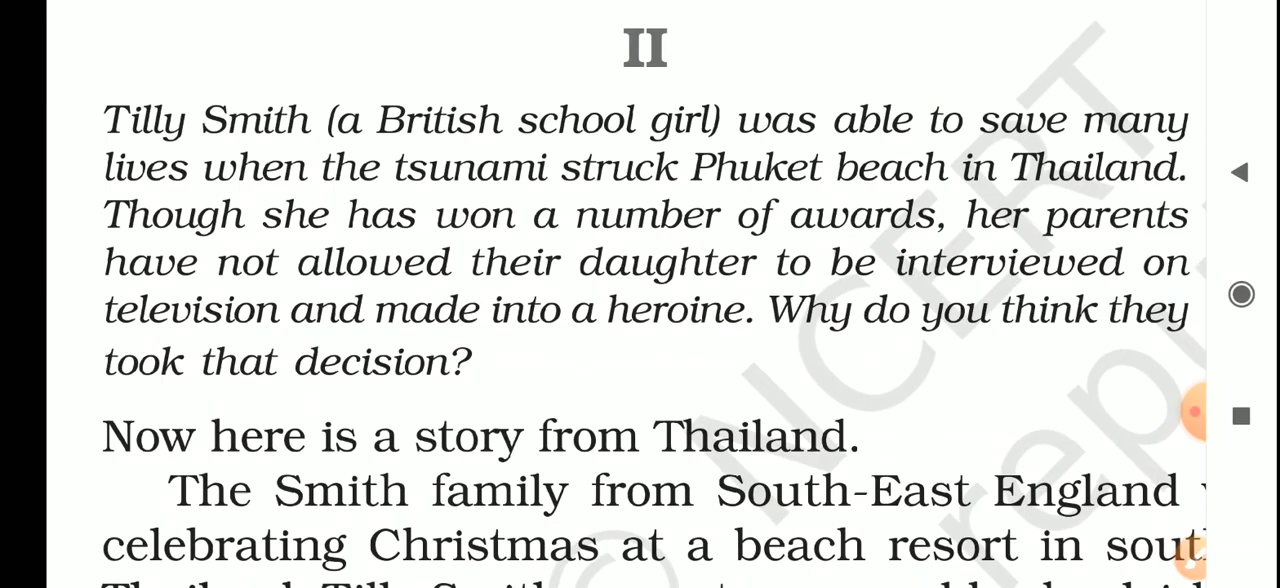 II
Tilly Smith (a British school girl) was able to save many
lives when the tsunami struck Phuket beach in Thailand.
Though she has won a number of awards, her parents
have not allowed their daughter to be interviewed on
television and made into a heroine. Why do you think they
took that decision?
Now here is a story from Thailand.
The Smith family from South-East England
celebrating Christmas at a beach resort in
© NCERT